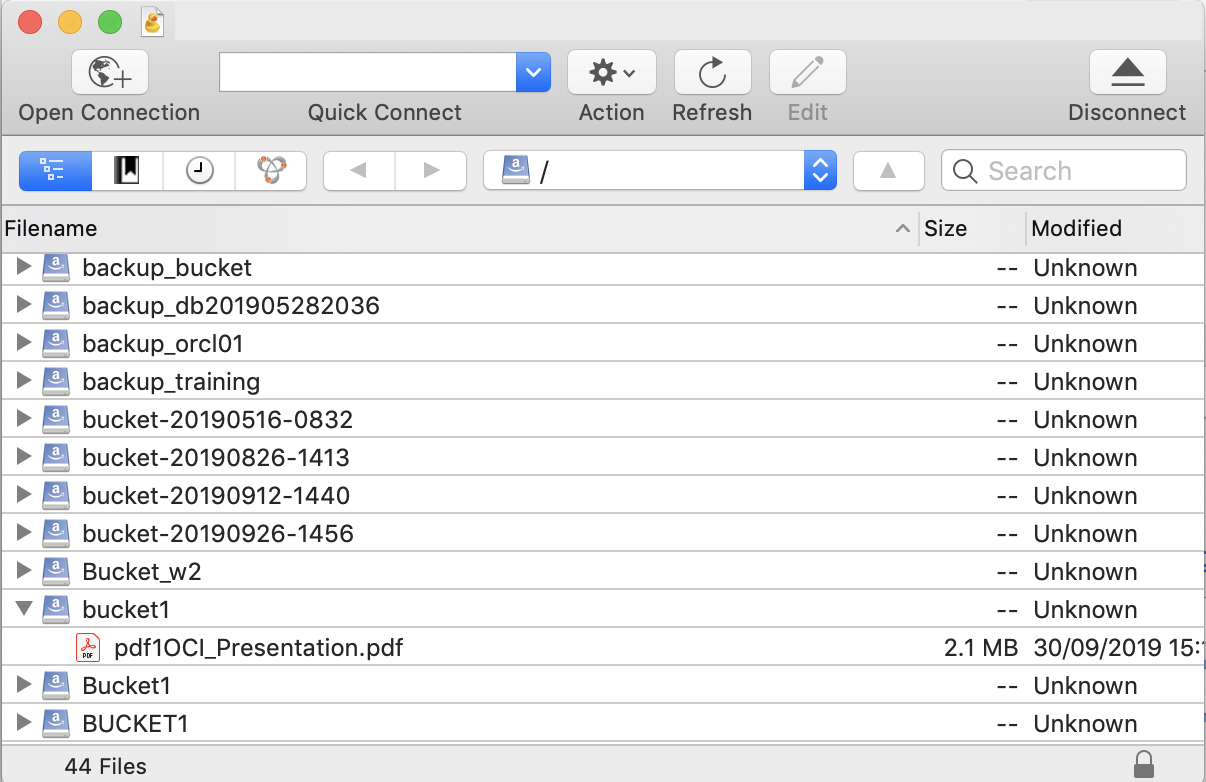 Open Connection
Quick Connect
Action
Refresh
Edit
Disconnect
/
Search
Filename Size Modified
backup_bucket -- Unknown
backup_db201905282036 -- Unknown
backup_orcl01 -- Unknown
backup_training -- Unknown
bucket-20190516-0832 -- Unknown
bucket-20190826-1413 -- Unknown
bucket-20190912-1440 -- Unknown
bucket-20190926-1456 -- Unknown
Bucket_w2 -- Unknown
bucket1 -- Unknown
pdf1OCI_Presentation.pdf 2.1 MB 30/09/2019 15:
Bucket1 -- Unknown
BUCKET1 -- Unknown
44 Files